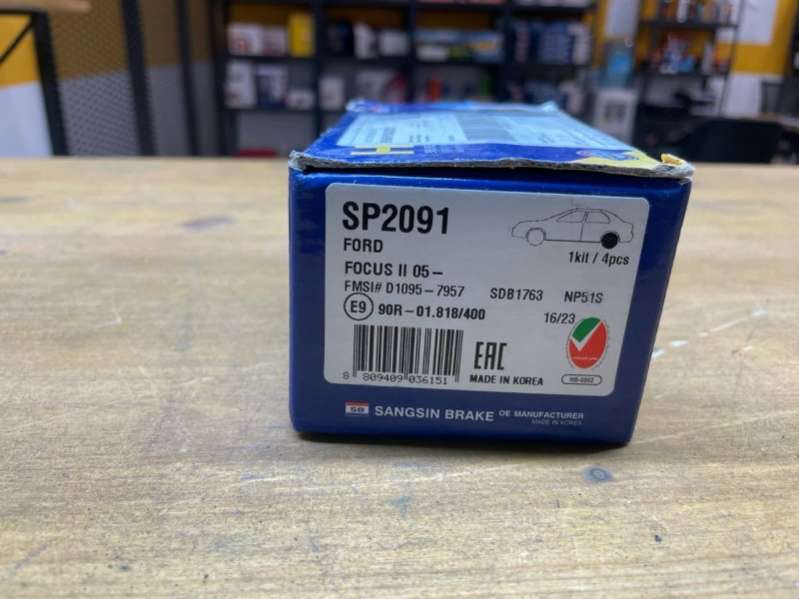 SP2091
FORD
1kit / 4pcs
FOCUS II 05-
FMSI# D1095-7957 SDB1763 NP51S
E9 90R-01.818/400 16/23
EAC
8 809409 036151 MADE IN KOREA
SB SANGSIN BRAKE OE MANUFACTURER
MADE IN KOREA